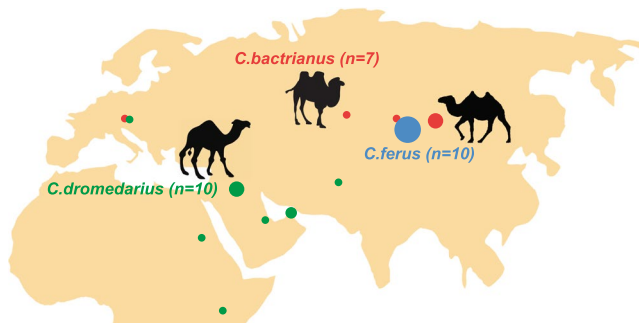 C.bactrianus (n=7)
C.ferus (n=10)
C.dromedarius (n=10)